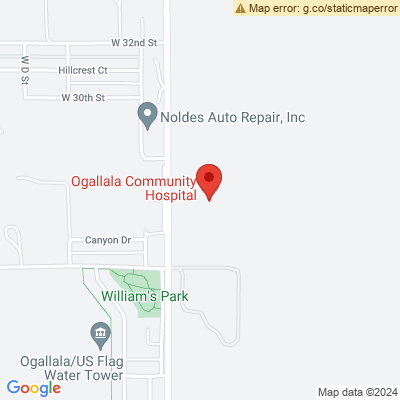 Map error: g.co/staticmaperror
W 32nd St
W D St
Hillcrest Ct
W 30th St
Noldes Auto Repair, Inc
Ogallala Community
Hospital
Canyon Dr
William's Park
Ogallala/US Flag
Water Tower
Google
Map data ©2024